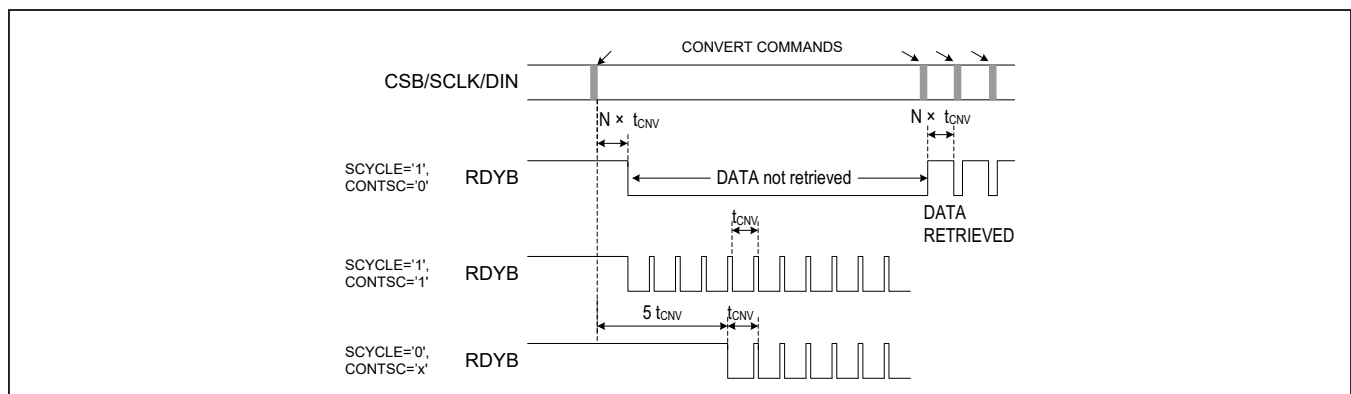 CONVERT COMMANDS
CSB/SCLK/DIN
N × tCNV
N × tCNV
SCYCLE='1',
CONTSC='0'
RDYB
DATA not retrieved
DATA
RETRIEVED
tCNV
SCYCLE='1',
CONTSC='1'
RDYB
5 tCNV
tCNV
SCYCLE='0',
CONTSC='x'
RDYB